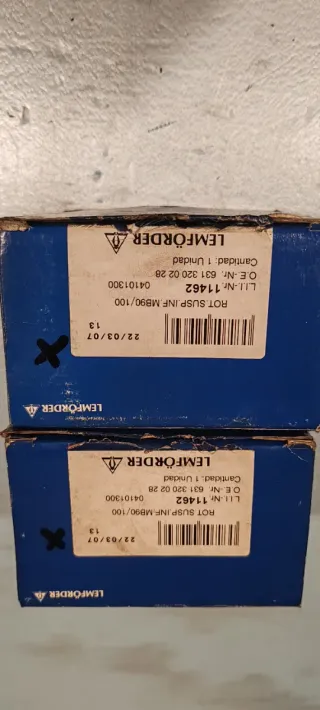 LEMFÖRDER
22/03/07
13
ROT SUSP.INF.MB90/100
L.I.I.-Nr 11462 04101300
O.E.-Nr. 631 320 02 28
Cantidad: 1 Unidad
LEMFÖRDER
LEMFÖRDER
22/03/07
13
ROT SUSP.INF.MB90/100
L.I.I.-Nr 11462 04101300
O.E.-Nr. 631 320 02 28
Cantidad: 1 Unidad
LEMFÖRDER